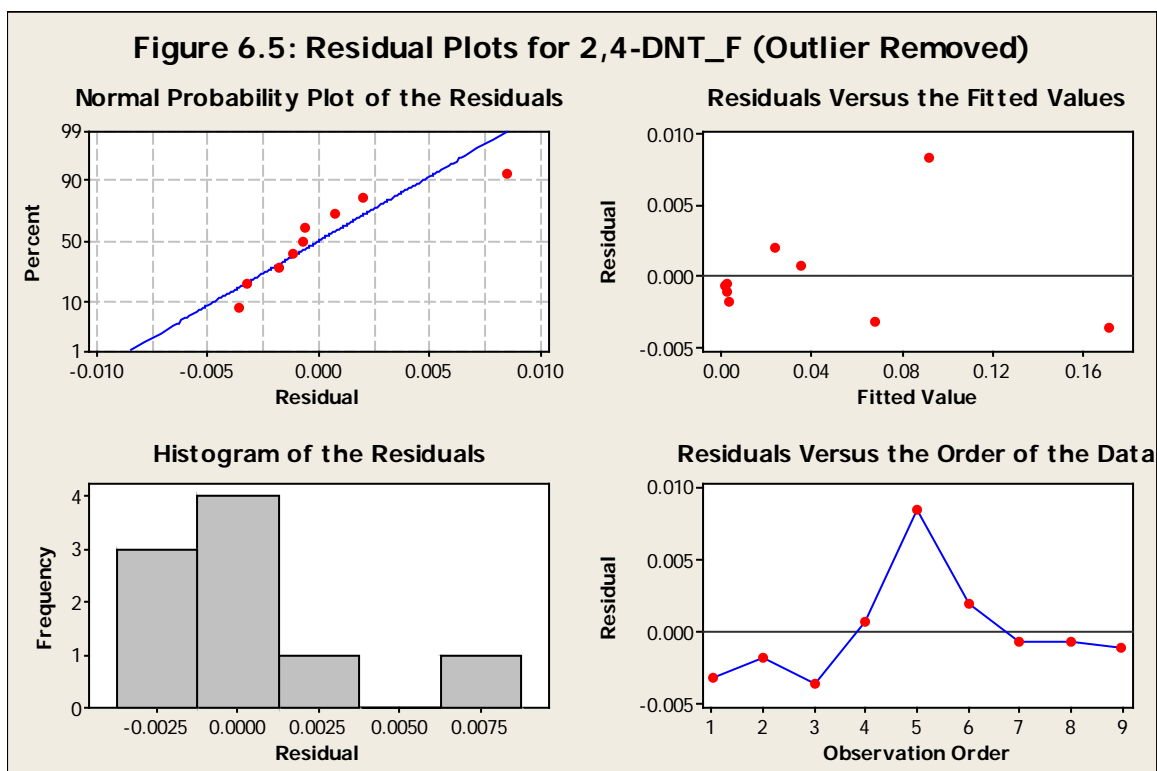 Figure 6.5: Residual Plots for 2,4-DNT_F (Outlier Removed)
Normal Probability Plot of the Residuals
99
90
50
10
1
Percent
-0.010 -0.005 0.000 0.005 0.010
Residual
Residuals Versus the Fitted Values
0.010
0.005
0.000
-0.005
Residual
0.00 0.04 0.08 0.12 0.16
Fitted Value
Histogram of the Residuals
4
3
2
1
0
Frequency
-0.0025 0.0000 0.0025 0.0050 0.0075
Residual
Residuals Versus the Order of the Data
0.010
0.005
0.000
-0.005
Residual
1 2 3 4 5 6 7 8 9
Observation Order